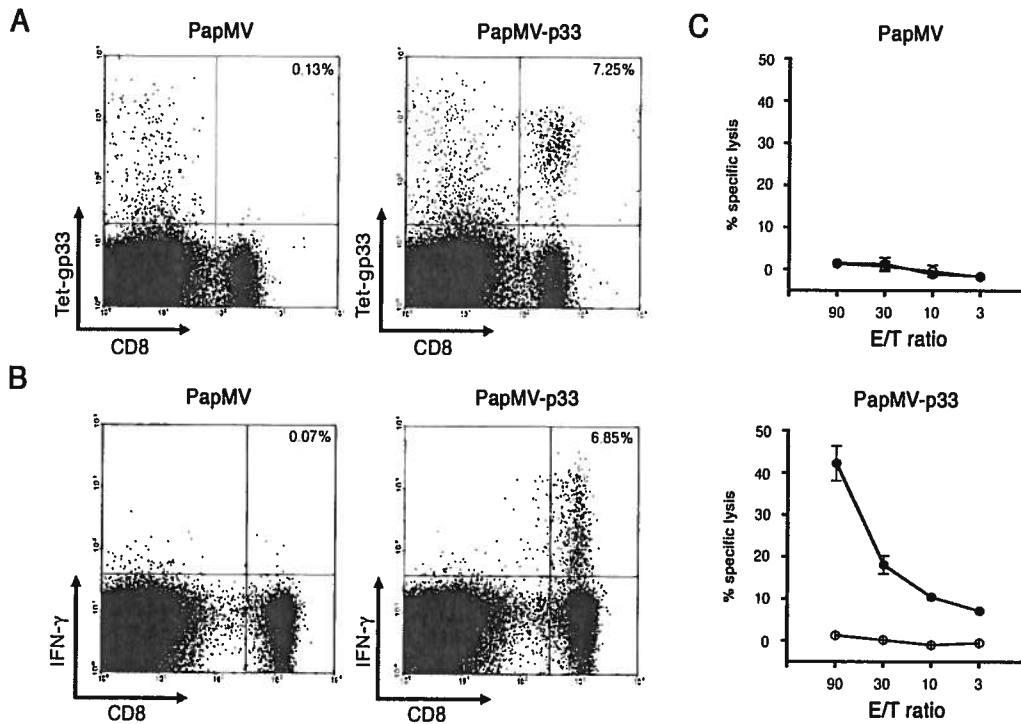 A
PapMV
PapMV-p33
0.13%
7.25%
Tet-gp33
CD8
Tet-gp33
CD8
B
PapMV
PapMV-p33
0.07%
6.85%
IFN-γ
CD8
IFN-γ
CD8
C
PapMV
50
40
30
20
10
0
% specific lysis
90 30 10 3
E/T ratio
PapMV-p33
50
40
30
20
10
0
% specific lysis
90 30 10 3
E/T ratio